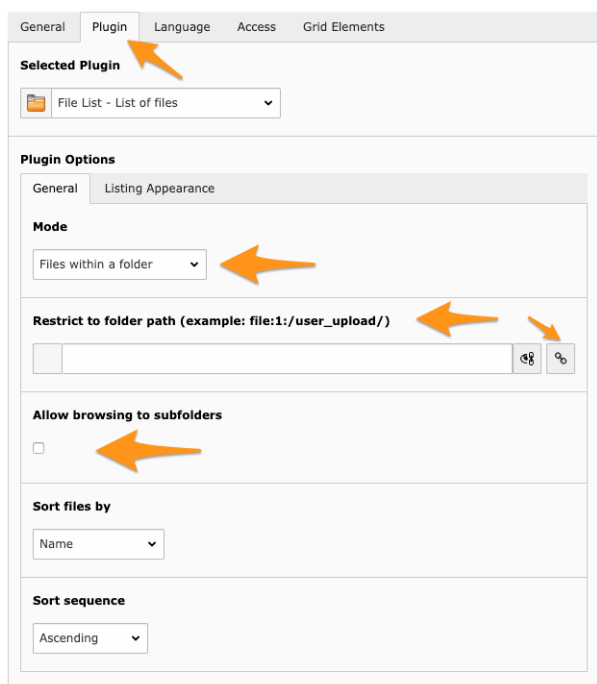 General Plugin Language Access Grid Elements
Selected Plugin
File List - List of files
Plugin Options
General Listing Appearance
Mode
Files within a folder
Restrict to folder path (example: file:1:/user_upload/)
Allow browsing to subfolders
Sort files by
Name
Sort sequence
Ascending